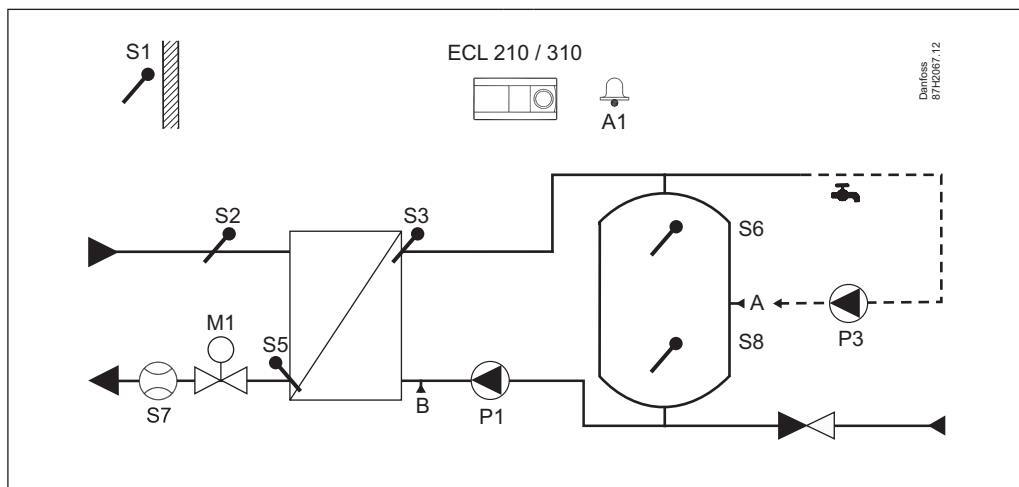 S1
ECL 210 / 310
A1
Danfoss
87H2067.12
S2
S3
S6
A
P3
S8
M1
S5
S7
B
P1